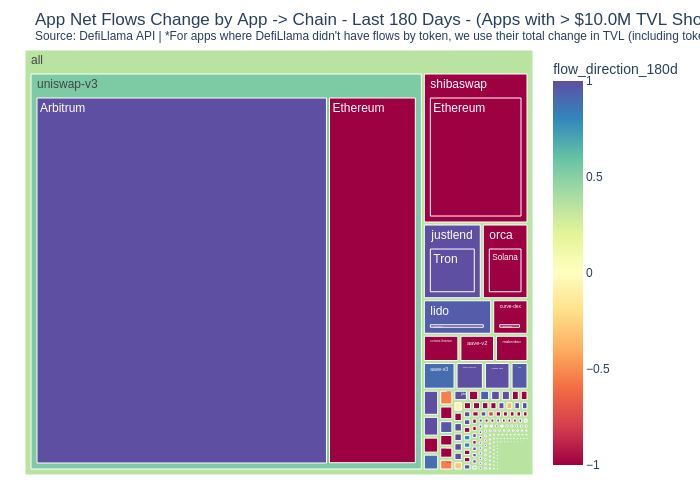 App Net Flows Change by App -> Chain - Last 180 Days - (Apps with > $10.0M TVL Sho
Source: DefiLlama API | *For apps where DefiLlama didn't have flows by token, we use their total change in TVL (including toke
all
uniswap-v3
Arbitrum
Ethereum
shibaswap
Ethereum
justlend
Tron
orca
Solana
lido
curve-dex
aave-v2
aave-v3
flow_direction_180d
1
0.5
0
−0.5
−1